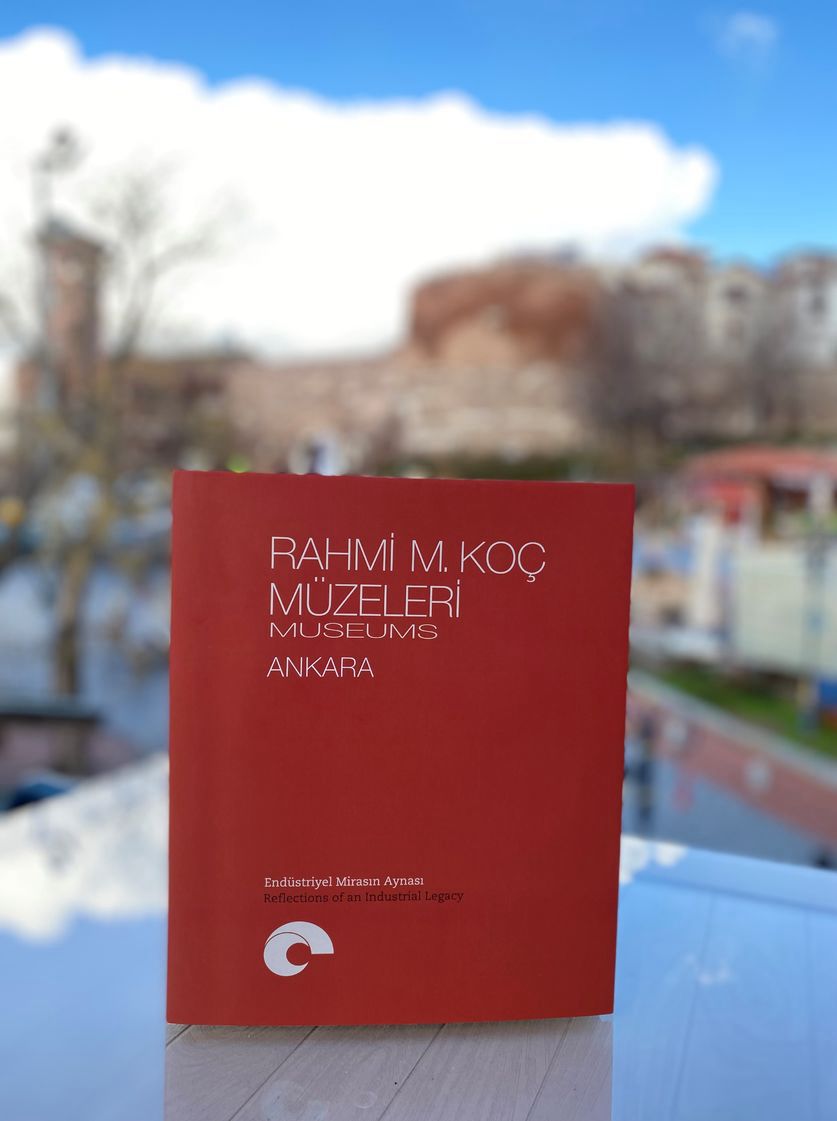 RAHMİ M. KOÇ
MÜZELERİ
MUSEUMS
ANKARA
Endüstriyel Mirasın Aynası
Reflections of an Industrial Legacy